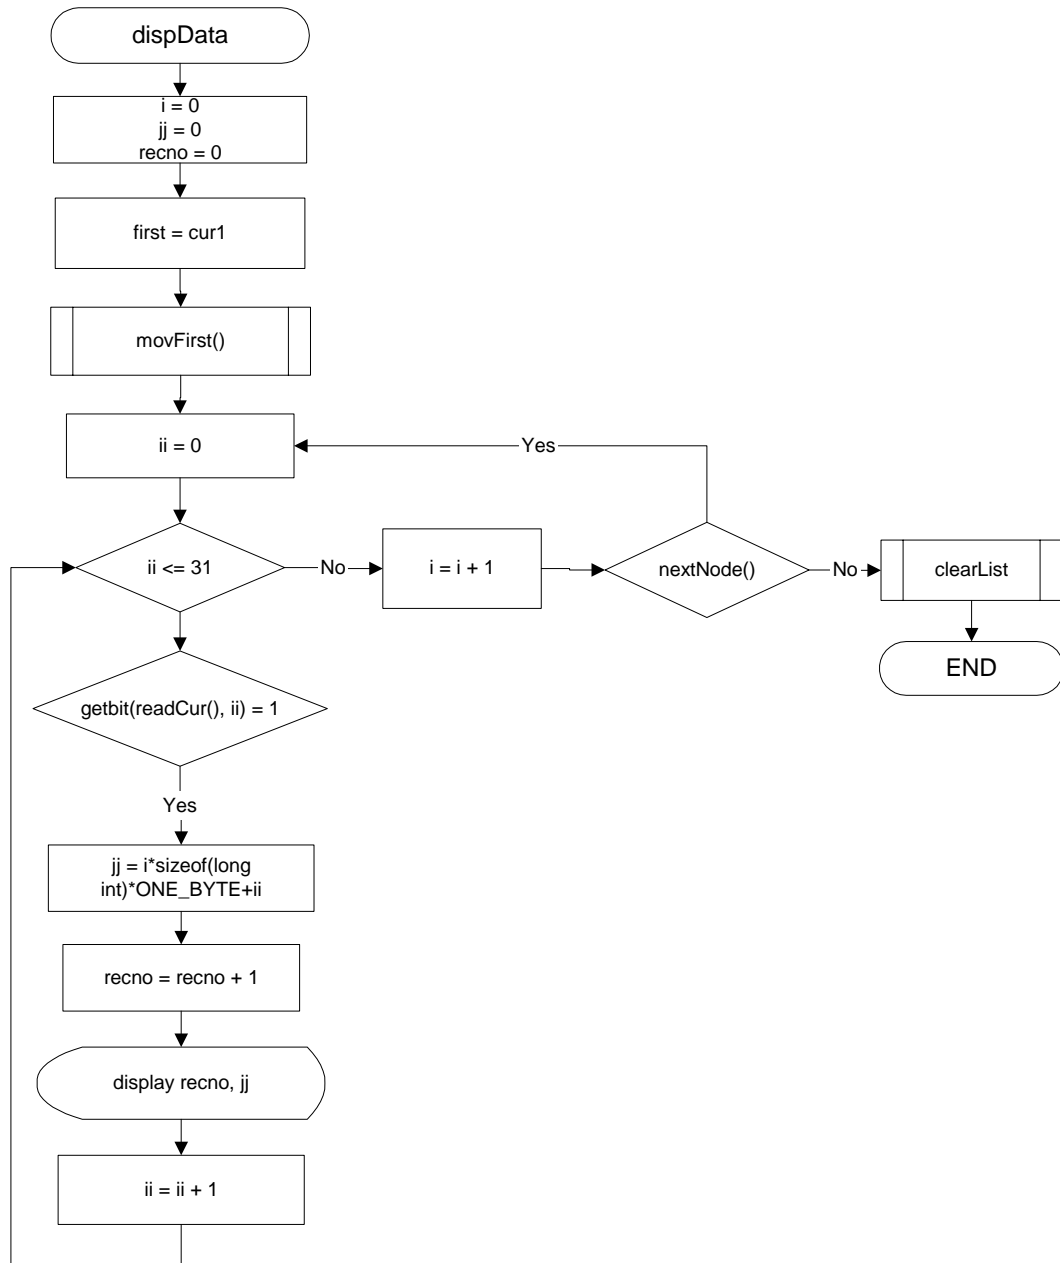 dispData
i = 0
jj = 0
recno = 0
first = cur1
movFirst()
ii = 0
Yes
ii <= 31
No
i = i + 1
nextNode()
No
clearList
END
getbit(readCur(), ii) = 1
Yes
jj = i*sizeof(long
int)*ONE_BYTE+ii
recno = recno + 1
display recno, jj
ii = ii + 1